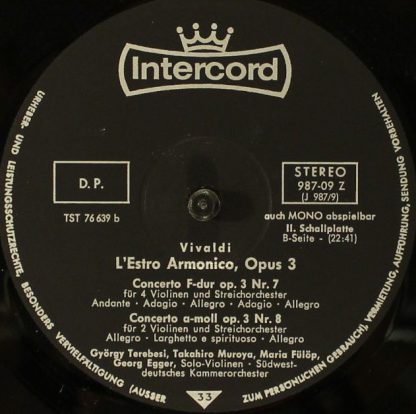 Intercord
D. P.
TST 76 639 b
STEREO
987-09 Z
(J 987/9)
auch MONO abspielbar
II. Schallplatte
B-Seite - (22:41)
Vivaldi
L'Estro Armonico, Opus 3
Concerto F-dur op. 3 Nr. 7
für 4 Violinen und Streichorchester
Andante · Adagio · Allegro · Adagio · Allegro
Concerto a-moll op. 3 Nr. 8
für 2 Violinen und Streichorchester
Allegro · Larghetto e spirituoso · Allegro
György Terebesi, Takahiro Muroya, Maria Fülöp,
Georg Egger, Solo-Violinen · Südwest-
deutsches Kammerorchester
33
URHEBER- UND LEISTUNGSSCHUTZRECHTE, BESONDERS VERVIELFÄLTIGUNG (AUSSER
ZUM PERSÖNLICHEN GEBRAUCH), VERMIETUNG, AUFFÜHRUNG, SENDUNG VORBEHALTEN